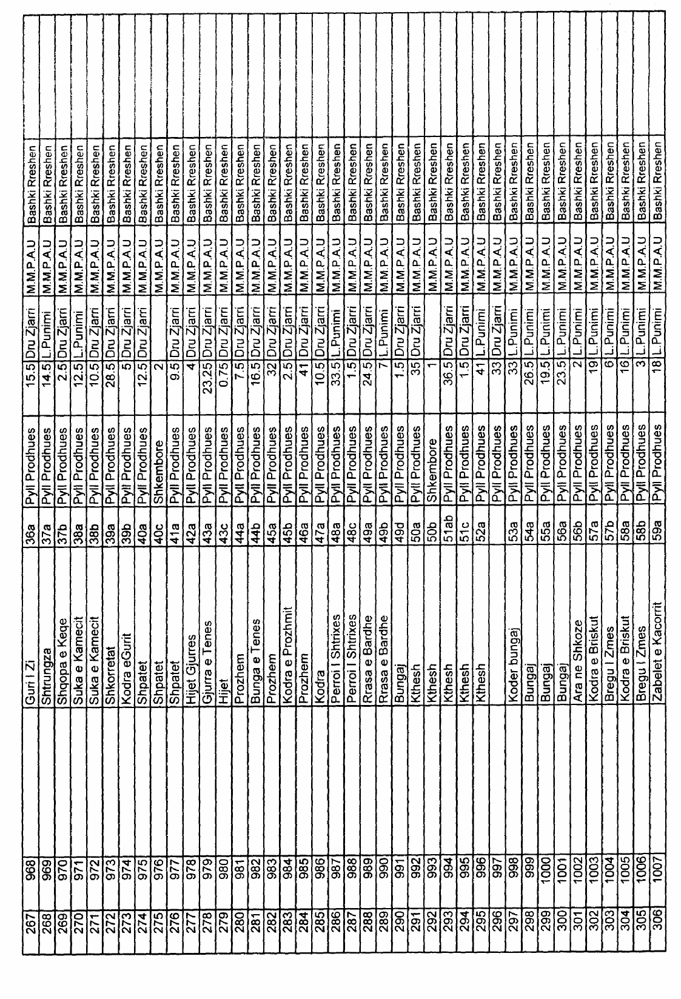 267 968 Guri I Zi 36a Pyll Prodhues 15.5 Dru Zjarri M.M.P.A.U Bashki Rreshen
268 969 Shtrungza 37a Pyll Prodhues 14.5 L.Punimi M.M.P.A.U Bashki Rreshen
269 970 Shqopa e Keqe 37b Pyll Prodhues 2.5 Dru Zjarri M.M.P.A.U Bashki Rreshen
270 971 Suka e Kamecit 38a Pyll Prodhues 12.5 L.Punimi M.M.P.A.U Bashki Rreshen
271 972 Suka e Kamecit 38b Pyll Prodhues 10.5 Dru Zjarri M.M.P.A.U Bashki Rreshen
272 973 Shkorretat 39a Pyll Prodhues 28.5 Dru Zjarri M.M.P.A.U Bashki Rreshen
273 974 Kodra eGurit 39b Pyll Prodhues 5 Dru Zjarri M.M.P.A.U Bashki Rreshen
274 975 Shpatet 40a Pyll Prodhues 12.5 Dru Zjarri M.M.P.A.U Bashki Rreshen
275 976 Shpatet 40c Shkembore 2 M.M.P.A.U Bashki Rreshen
276 977 Shpatet 41a Pyll Prodhues 9.5 Dru Zjarri M.M.P.A.U Bashki Rreshen
277 978 Hijet Gjurres 42a Pyll Prodhues 4 Dru Zjarri M.M.P.A.U Bashki Rreshen
278 979 Gjurra e Tenes 43a Pyll Prodhues 23.25 Dru Zjarri M.M.P.A.U Bashki Rreshen
279 980 Hijet 43c Pyll Prodhues 0.75 Dru Zjarri M.M.P.A.U Bashki Rreshen
280 981 Prozhem 44a Pyll Prodhues 7.5 Dru Zjarri M.M.P.A.U Bashki Rreshen
281 982 Bunga e Tenes 44b Pyll Prodhues 16.5 Dru Zjarri M.M.P.A.U Bashki Rreshen
282 983 Prozhem 45a Pyll Prodhues 32 Dru Zjarri M.M.P.A.U Bashki Rreshen
283 984 Kodra e Prozhmit 45b Pyll Prodhues 2.5 Dru Zjarri M.M.P.A.U Bashki Rreshen
284 985 Prozhem 46a Pyll Prodhues 41 Dru Zjarri M.M.P.A.U Bashki Rreshen
285 986 Kodra 47a Pyll Prodhues 10.5 Dru Zjarri M.M.P.A.U Bashki Rreshen
286 987 Perroi I Shtrixes 48a Pyll Prodhues 33.5 L.Punimi M.M.P.A.U Bashki Rreshen
287 988 Perroi I Shtrixes 48c Pyll Prodhues 1.5 Dru Zjarri M.M.P.A.U Bashki Rreshen
288 989 Rrasa e Bardhe 49a Pyll Prodhues 24.5 Dru Zjarri M.M.P.A.U Bashki Rreshen
289 990 Rrasa e Bardhe 49b Pyll Prodhues 7 L.Punimi M.M.P.A.U Bashki Rreshen
290 991 Bungaj 49d Pyll Prodhues 1.5 Dru Zjarri M.M.P.A.U Bashki Rreshen
291 992 Kthesh 50a Pyll Prodhues 35 Dru Zjarri M.M.P.A.U Bashki Rreshen
292 993 Kthesh 50b Shkembore 1 M.M.P.A.U Bashki Rreshen
293 994 Kthesh 51ab Pyll Prodhues 36.5 Dru Zjarri M.M.P.A.U Bashki Rreshen
294 995 Kthesh 51c Pyll Prodhues 1.5 Dru Zjarri M.M.P.A.U Bashki Rreshen
295 996 Kthesh 52a Pyll Prodhues 41 L.Punimi M.M.P.A.U Bashki Rreshen
296 997 Pyll Prodhues 33 Dru Zjarri M.M.P.A.U Bashki Rreshen
297 998 Koder bungaj 53a Pyll Prodhues 33 L.Punimi M.M.P.A.U Bashki Rreshen
298 999 Bungaj 54a Pyll Prodhues 26.5 L.Punimi M.M.P.A.U Bashki Rreshen
299 1000 Bungaj 55a Pyll Prodhues 19.5 L.Punimi M.M.P.A.U Bashki Rreshen
300 1001 Bungaj 56a Pyll Prodhues 23.5 L.Punimi M.M.P.A.U Bashki Rreshen
301 1002 Ara ne Shkoze 56b Pyll Prodhues 2 L.Punimi M.M.P.A.U Bashki Rreshen
302 1003 Kodra e Briskut 57a Pyll Prodhues 19 L.Punimi M.M.P.A.U Bashki Rreshen
303 1004 Bregu I Zmes 57b Pyll Prodhues 6 L.Punimi M.M.P.A.U Bashki Rreshen
304 1005 Kodra e Briskut 58a Pyll Prodhues 16 L.Punimi M.M.P.A.U Bashki Rreshen
305 1006 Bregu I Zmes 58b Pyll Prodhues 3 L.Punimi M.M.P.A.U Bashki Rreshen
306 1007 Zabelet e Kacorrit 59a Pyll Prodhues 18 L.Punimi M.M.P.A.U Bashki Rreshen